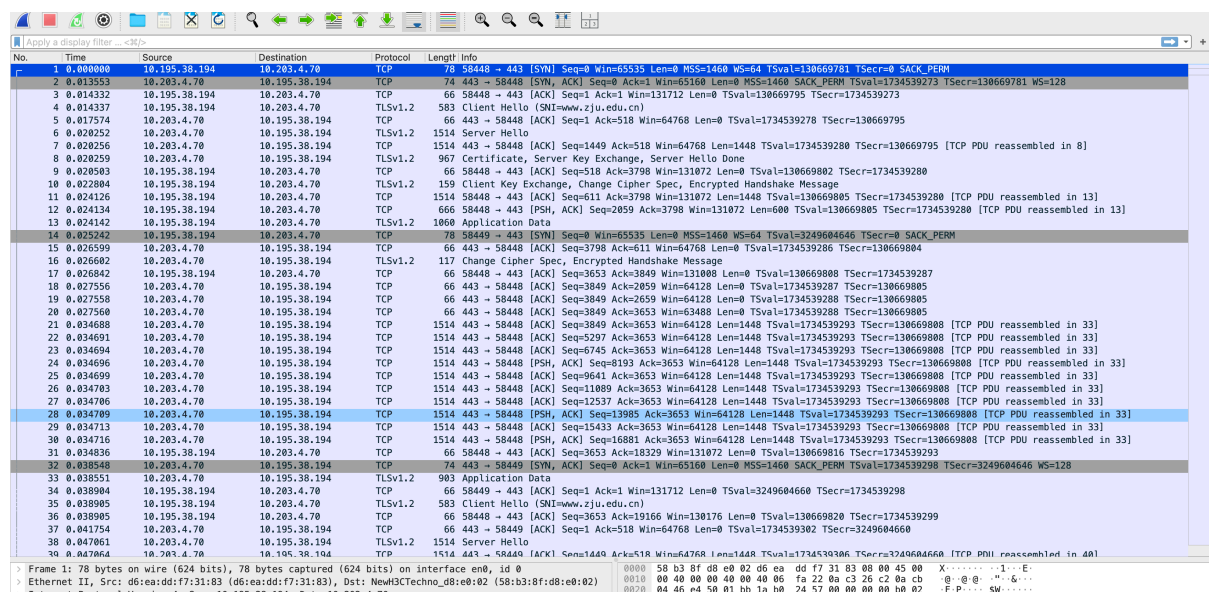 Apply a display filter ... <⌘/>
No. Time Source Destination Protocol Length Info
1 0.000000 10.195.38.194 10.203.4.70 TCP 78 58448 → 443 [SYN] Seq=0 Win=65535 Len=0 MSS=1460 WS=64 TSval=130669781 TSecr=0 SACK_PERM
2 0.013553 10.203.4.70 10.195.38.194 TCP 74 443 → 58448 [SYN, ACK] Seq=0 Ack=1 Win=65160 Len=0 MSS=1460 SACK_PERM TSval=1734539273 TSecr=130669781 WS=128
3 0.014332 10.195.38.194 10.203.4.70 TCP 66 58448 → 443 [ACK] Seq=1 Ack=1 Win=131712 Len=0 TSval=130669795 TSecr=1734539273
4 0.014337 10.195.38.194 10.203.4.70 TLSv1.2 583 Client Hello (SNI=www.zju.edu.cn)
5 0.017574 10.203.4.70 10.195.38.194 TCP 66 443 → 58448 [ACK] Seq=1 Ack=518 Win=64768 Len=0 TSval=1734539278 TSecr=130669795
6 0.020252 10.203.4.70 10.195.38.194 TLSv1.2 1514 Server Hello
7 0.020256 10.203.4.70 10.195.38.194 TCP 1514 443 → 58448 [ACK] Seq=1449 Ack=518 Win=64768 Len=1448 TSval=1734539280 TSecr=130669795 [TCP PDU reassembled in 8]
8 0.020259 10.203.4.70 10.195.38.194 TLSv1.2 967 Certificate, Server Key Exchange, Server Hello Done
9 0.020503 10.195.38.194 10.203.4.70 TCP 66 58448 → 443 [ACK] Seq=518 Ack=3798 Win=131072 Len=0 TSval=130669802 TSecr=1734539280
10 0.022804 10.195.38.194 10.203.4.70 TLSv1.2 159 Client Key Exchange, Change Cipher Spec, Encrypted Handshake Message
11 0.024126 10.195.38.194 10.203.4.70 TCP 1514 58448 → 443 [ACK] Seq=611 Ack=3798 Win=131072 Len=1448 TSval=130669805 TSecr=1734539280 [TCP PDU reassembled in 13]
12 0.024134 10.195.38.194 10.203.4.70 TCP 666 58448 → 443 [PSH, ACK] Seq=2059 Ack=3798 Win=131072 Len=600 TSval=130669805 TSecr=1734539280 [TCP PDU reassembled in 13]
13 0.024142 10.195.38.194 10.203.4.70 TLSv1.2 1060 Application Data
14 0.025242 10.195.38.194 10.203.4.70 TCP 78 58449 → 443 [SYN] Seq=0 Win=65535 Len=0 MSS=1460 WS=64 TSval=3249604646 TSecr=0 SACK_PERM
15 0.026599 10.203.4.70 10.195.38.194 TCP 66 443 → 58448 [ACK] Seq=3798 Ack=611 Win=64768 Len=0 TSval=1734539286 TSecr=130669804
16 0.026602 10.203.4.70 10.195.38.194 TLSv1.2 117 Change Cipher Spec, Encrypted Handshake Message
17 0.026842 10.195.38.194 10.203.4.70 TCP 66 58448 → 443 [ACK] Seq=3653 Ack=3849 Win=131008 Len=0 TSval=130669808 TSecr=1734539287
18 0.027556 10.203.4.70 10.195.38.194 TCP 66 443 → 58448 [ACK] Seq=3849 Ack=2059 Win=64128 Len=0 TSval=1734539287 TSecr=130669805
19 0.027558 10.203.4.70 10.195.38.194 TCP 66 443 → 58448 [ACK] Seq=3849 Ack=2659 Win=64128 Len=0 TSval=1734539288 TSecr=130669805
20 0.027560 10.203.4.70 10.195.38.194 TCP 66 443 → 58448 [ACK] Seq=3849 Ack=3653 Win=63488 Len=0 TSval=1734539288 TSecr=130669805
21 0.034688 10.203.4.70 10.195.38.194 TCP 1514 443 → 58448 [ACK] Seq=3849 Ack=3653 Win=64128 Len=1448 TSval=1734539293 TSecr=130669808 [TCP PDU reassembled in 33]
22 0.034691 10.203.4.70 10.195.38.194 TCP 1514 443 → 58448 [ACK] Seq=5297 Ack=3653 Win=64128 Len=1448 TSval=1734539293 TSecr=130669808 [TCP PDU reassembled in 33]
23 0.034694 10.203.4.70 10.195.38.194 TCP 1514 443 → 58448 [ACK] Seq=6745 Ack=3653 Win=64128 Len=1448 TSval=1734539293 TSecr=130669808 [TCP PDU reassembled in 33]
24 0.034696 10.203.4.70 10.195.38.194 TCP 1514 443 → 58448 [PSH, ACK] Seq=8193 Ack=3653 Win=64128 Len=1448 TSval=1734539293 TSecr=130669808 [TCP PDU reassembled in 33]
25 0.034699 10.203.4.70 10.195.38.194 TCP 1514 443 → 58448 [ACK] Seq=9641 Ack=3653 Win=64128 Len=1448 TSval=1734539293 TSecr=130669808 [TCP PDU reassembled in 33]
26 0.034703 10.203.4.70 10.195.38.194 TCP 1514 443 → 58448 [ACK] Seq=11089 Ack=3653 Win=64128 Len=1448 TSval=1734539293 TSecr=130669808 [TCP PDU reassembled in 33]
27 0.034706 10.203.4.70 10.195.38.194 TCP 1514 443 → 58448 [ACK] Seq=12537 Ack=3653 Win=64128 Len=1448 TSval=1734539293 TSecr=130669808 [TCP PDU reassembled in 33]
28 0.034709 10.203.4.70 10.195.38.194 TCP 1514 443 → 58448 [PSH, ACK] Seq=13985 Ack=3653 Win=64128 Len=1448 TSval=1734539293 TSecr=130669808 [TCP PDU reassembled in 33]
29 0.034713 10.203.4.70 10.195.38.194 TCP 1514 443 → 58448 [ACK] Seq=15433 Ack=3653 Win=64128 Len=1448 TSval=1734539293 TSecr=130669808 [TCP PDU reassembled in 33]
30 0.034716 10.203.4.70 10.195.38.194 TCP 1514 443 → 58448 [PSH, ACK] Seq=16881 Ack=3653 Win=64128 Len=1448 TSval=1734539293 TSecr=130669808 [TCP PDU reassembled in 33]
31 0.034836 10.195.38.194 10.203.4.70 TCP 66 58448 → 443 [ACK] Seq=3653 Ack=18329 Win=131072 Len=0 TSval=130669816 TSecr=1734539293
32 0.038548 10.203.4.70 10.195.38.194 TCP 74 443 → 58449 [SYN, ACK] Seq=0 Ack=1 Win=65160 Len=0 MSS=1460 SACK_PERM TSval=1734539298 TSecr=3249604646 WS=128
33 0.038551 10.203.4.70 10.195.38.194 TLSv1.2 903 Application Data
34 0.038904 10.195.38.194 10.203.4.70 TCP 66 58449 → 443 [ACK] Seq=1 Ack=1 Win=131712 Len=0 TSval=3249604660 TSecr=1734539298
35 0.038905 10.195.38.194 10.203.4.70 TLSv1.2 583 Client Hello (SNI=www.zju.edu.cn)
36 0.038905 10.195.38.194 10.203.4.70 TCP 66 58448 → 443 [ACK] Seq=3653 Ack=19166 Win=130176 Len=0 TSval=130669820 TSecr=1734539299
37 0.041754 10.203.4.70 10.195.38.194 TCP 66 443 → 58449 [ACK] Seq=1 Ack=518 Win=64768 Len=0 TSval=1734539302 TSecr=3249604660
38 0.047061 10.203.4.70 10.195.38.194 TLSv1.2 1514 Server Hello
39 0.047064 10.203.4.70 10.195.38.194 TCP 1514 443 → 58449 [ACK] Seq=1449 Ack=518 Win=64768 Len=1448 TSval=1734539306 TSecr=3249604660 [TCP PDU reassembled in 40]
> Frame 1: 78 bytes on wire (624 bits), 78 bytes captured (624 bits) on interface en0, id 0
> Ethernet II, Src: d6:ea:dd:f7:31:83 (d6:ea:dd:f7:31:83), Dst: NewH3CTechno_d8:e0:02 (58:b3:8f:d8:e0:02)
0000 58 b3 8f d8 e0 02 d6 ea dd f7 31 83 08 00 45 00 X·······  ··1···E·
0010 00 40 00 00 40 00 40 06 fa 22 0a c3 26 c2 0a cb ·@··@·@· ·"··&···
0020 04 46 e4 50 01 bb 1a b0 24 57 00 00 00 00 b0 02 ·F·P···· $W······